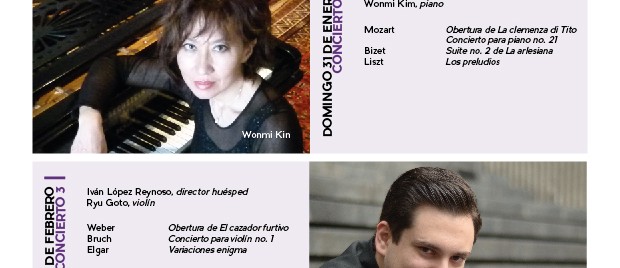 Wonmi Kim, piano
DOMINGO 31 DE ENER
CONCIERTO
Mozart Obertura de La clemenza di Tito
Concierto para piano no. 21
Bizet Suite no. 2 de La arlesiana
Liszt Los preludios
Wonmi Kin
DE FEBRERO
CONCIERTO 3
Iván López Reynoso, director huésped
Ryu Goto, violín
Weber Obertura de El cazador furtivo
Bruch Concierto para violín no. 1
Elgar Variaciones enigma